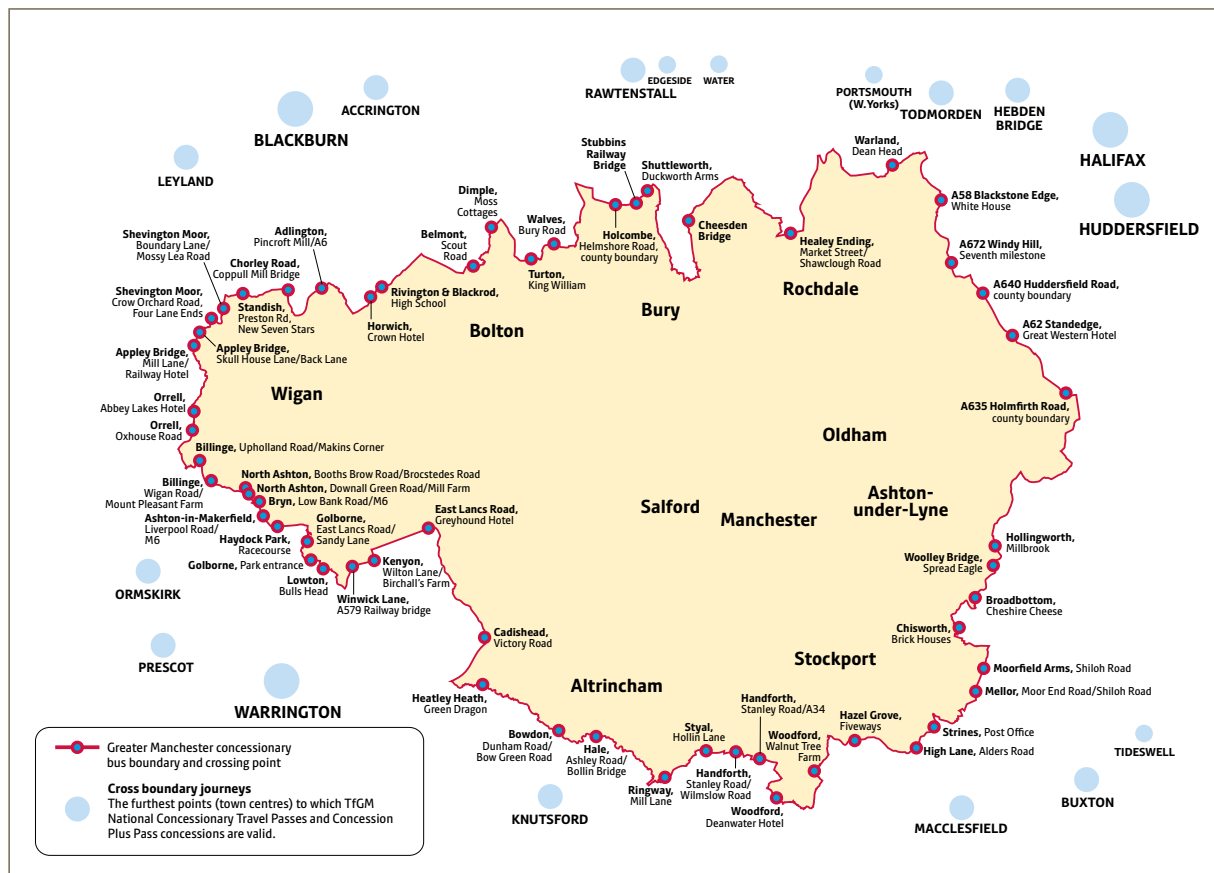 RAWTENSTALL
EDGESIDE
WATER
PORTSMOUTH
(W.Yorks)
TODMORDEN
HEBDEN
BRIDGE
ACCRINGTON
BLACKBURN
LEYLAND
HALIFAX
HUDDERSFIELD
Stubbins
Railway
Bridge
Shuttleworth,
Duckworth Arms
Warland,
Dean Head
Dimple,
Moss
Cottages
Walves,
Bury Road
Holcombe,
Helmshore Road,
county boundary
Cheesden
Bridge
Healey Ending,
Market Street/
Shawclough Road
A58 Blackstone Edge,
White House
A672 Windy Hill,
Seventh milestone
A640 Huddersfield Road,
county boundary
A62 Standedge,
Great Western Hotel
A635 Holmfirth Road,
county boundary
Shevington Moor,
Boundary Lane/
Mossy Lea Road
Adlington,
Pincroft Mill/A6
Belmont,
Scout
Road
Turton,
King William
Chorley Road,
Coppull Mill Bridge
Shevington Moor,
Crow Orchard Road,
Four Lane Ends
Standish,
Preston Rd,
New Seven Stars
Rivington & Blackrod,
High School
Horwich,
Crown Hotel
Appley Bridge,
Skull House Lane/Back Lane
Appley Bridge,
Mill Lane/
Railway Hotel
Rochdale
Bury
Bolton
Wigan
Orrell,
Abbey Lakes Hotel
Orrell,
Oxhouse Road
Oldham
Billinge, Upholland Road/Makins Corner
Billinge,
Wigan Road/
Mount Pleasant Farm
North Ashton, Booths Brow Road/Brocstedes Road
North Ashton, Downall Green Road/Mill Farm
Bryn, Low Bank Road/M6
Ashton-in-Makerfield,
Liverpool Road/
M6
Haydock Park,
Racecourse
Golborne,
East Lancs Road/
Sandy Lane
East Lancs Road,
Greyhound Hotel
Golborne, Park entrance
Lowton,
Bulls Head
Kenyon,
Wilton Lane/
Birchall's Farm
Winwick Lane,
A579 Railway bridge
Salford
Manchester
Ashton-
under-Lyne
Hollingworth,
Millbrook
Woolley Bridge,
Spread Eagle
Broadbottom,
Cheshire Cheese
Chisworth,
Brick Houses
ORMSKIRK
PRESCOT
WARRINGTON
Cadishead,
Victory Road
Stockport
Altrincham
Moorfield Arms, Shiloh Road
Mellor, Moor End Road/Shiloh Road
Heatley Heath,
Green Dragon
Bowdon,
Dunham Road/
Bow Green Road
Hale,
Ashley Road/
Bollin Bridge
Styal,
Hollin Lane
Handforth,
Stanley Road/A34
Woodford,
Walnut Tree
Farm
Hazel Grove,
Fiveways
Strines, Post Office
High Lane, Alders Road
Ringway,
Mill Lane
Handforth,
Stanley Road/
Wilmslow Road
Woodford,
Deanwater Hotel
KNUTSFORD
MACCLESFIELD
TIDESWELL
BUXTON
Greater Manchester concessionary
bus boundary and crossing point
Cross boundary journeys
The furthest points (town centres) to which TfGM
National Concessionary Travel Passes and Concession
Plus Pass concessions are valid.